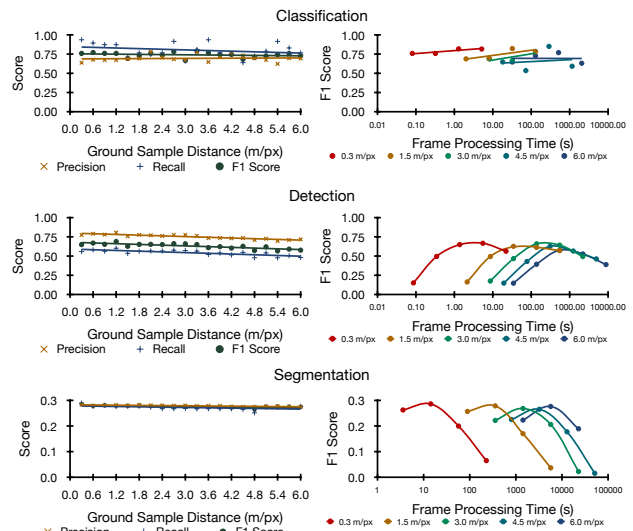 Classification
1.00
0.75
0.50
0.25
0.00
Score
0.0 0.6 1.2 1.8 2.4 3.0 3.6 4.2 4.8 5.4 6.0
Ground Sample Distance (m/px)
× Precision + Recall ● F1 Score
1.00
0.75
0.50
0.25
0.00
F1 Score
0.01 0.10 1.00 10.00 100.00 1000.00 10000.00
Frame Processing Time (s)
0.3 m/px 1.5 m/px 3.0 m/px 4.5 m/px 6.0 m/px
Detection
1.00
0.75
0.50
0.25
0.00
Score
0.0 0.6 1.2 1.8 2.4 3.0 3.6 4.2 4.8 5.4 6.0
Ground Sample Distance (m/px)
× Precision + Recall ● F1 Score
1.00
0.75
0.50
0.25
0.00
F1 Score
0.01 0.10 1.00 10.00 100.00 1000.00 10000.00
Frame Processing Time (s)
0.3 m/px 1.5 m/px 3.0 m/px 4.5 m/px 6.0 m/px
Segmentation
0.3
0.2
0.1
0.0
Score
0.0 0.6 1.2 1.8 2.4 3.0 3.6 4.2 4.8 5.4 6.0
Ground Sample Distance (m/px)
× Precision + Recall ● F1 Score
0.3
0.2
0.1
0.0
F1 Score
1 10 100 1000 10000 100000
Frame Processing Time (s)
0.3 m/px 1.5 m/px 3.0 m/px 4.5 m/px 6.0 m/px